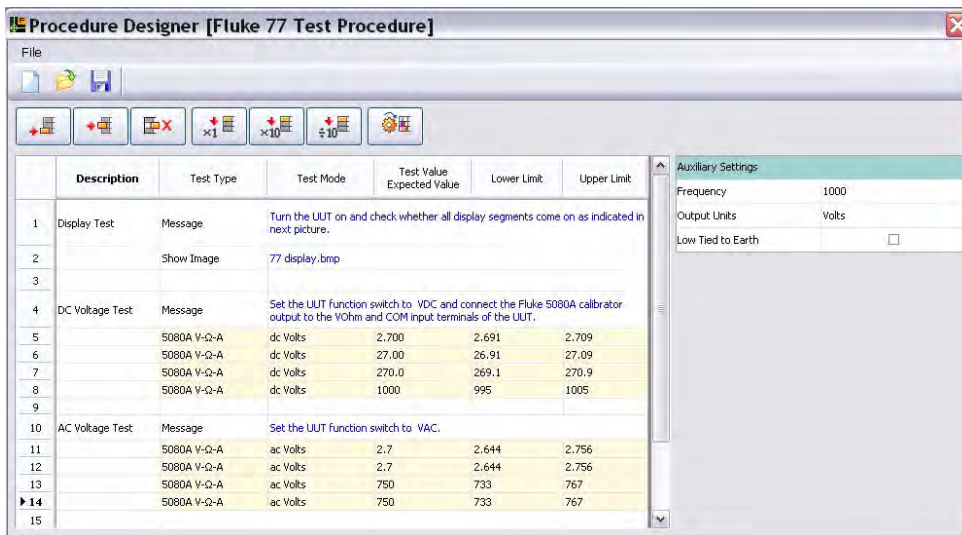 Procedure Designer [Fluke 77 Test Procedure]
File
×1 ×10 ÷10
Description Test Type Test Mode Test Value Expected Value Lower Limit Upper Limit
1 Display Test Message Turn the UUT on and check whether all display segments come on as indicated in next picture.
2 Show Image 77 display.bmp
3
4 DC Voltage Test Message Set the UUT function switch to VDC and connect the Fluke 5080A calibrator output to the VOhm and COM input terminals of the UUT.
5 5080A V-Ω-A dc Volts 2.700 2.691 2.709
6 5080A V-Ω-A dc Volts 27.00 26.91 27.09
7 5080A V-Ω-A dc Volts 270.0 269.1 270.9
8 5080A V-Ω-A dc Volts 1000 995 1005
9
10 AC Voltage Test Message Set the UUT function switch to VAC.
11 5080A V-Ω-A ac Volts 2.7 2.644 2.756
12 5080A V-Ω-A ac Volts 2.7 2.644 2.756
13 5080A V-Ω-A ac Volts 750 733 767
14 5080A V-Ω-A ac Volts 750 733 767
15
Auxiliary Settings
Frequency 1000
Output Units Volts
Low Tied to Earth